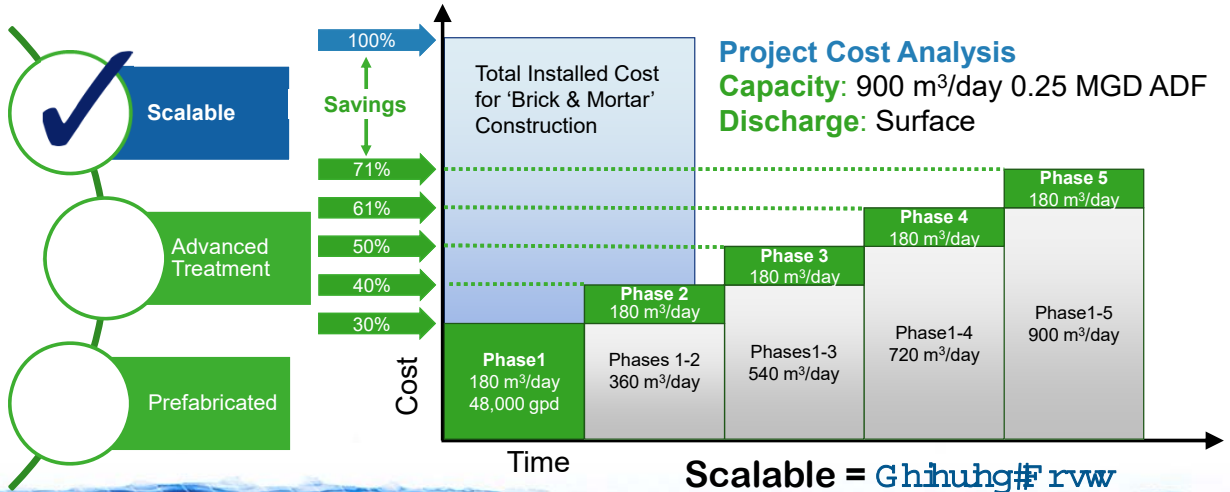 Scalable
Advanced
Treatment
Prefabricated
100%
Savings
71%
61%
50%
40%
30%
Total Installed Cost
for 'Brick & Mortar'
Construction
Project Cost Analysis
Capacity: 900 m³/day 0.25 MGD ADF
Discharge: Surface
Phase 5
180 m³/day
Phase 4
180 m³/day
Phase 3
180 m³/day
Phase 2
180 m³/day
Phase1
180 m³/day
48,000 gpd
Phases 1-2
360 m³/day
Phases1-3
540 m³/day
Phase1-4
720 m³/day
Phase1-5
900 m³/day
Cost
Time
Scalable = Ghihuhg#Frvw